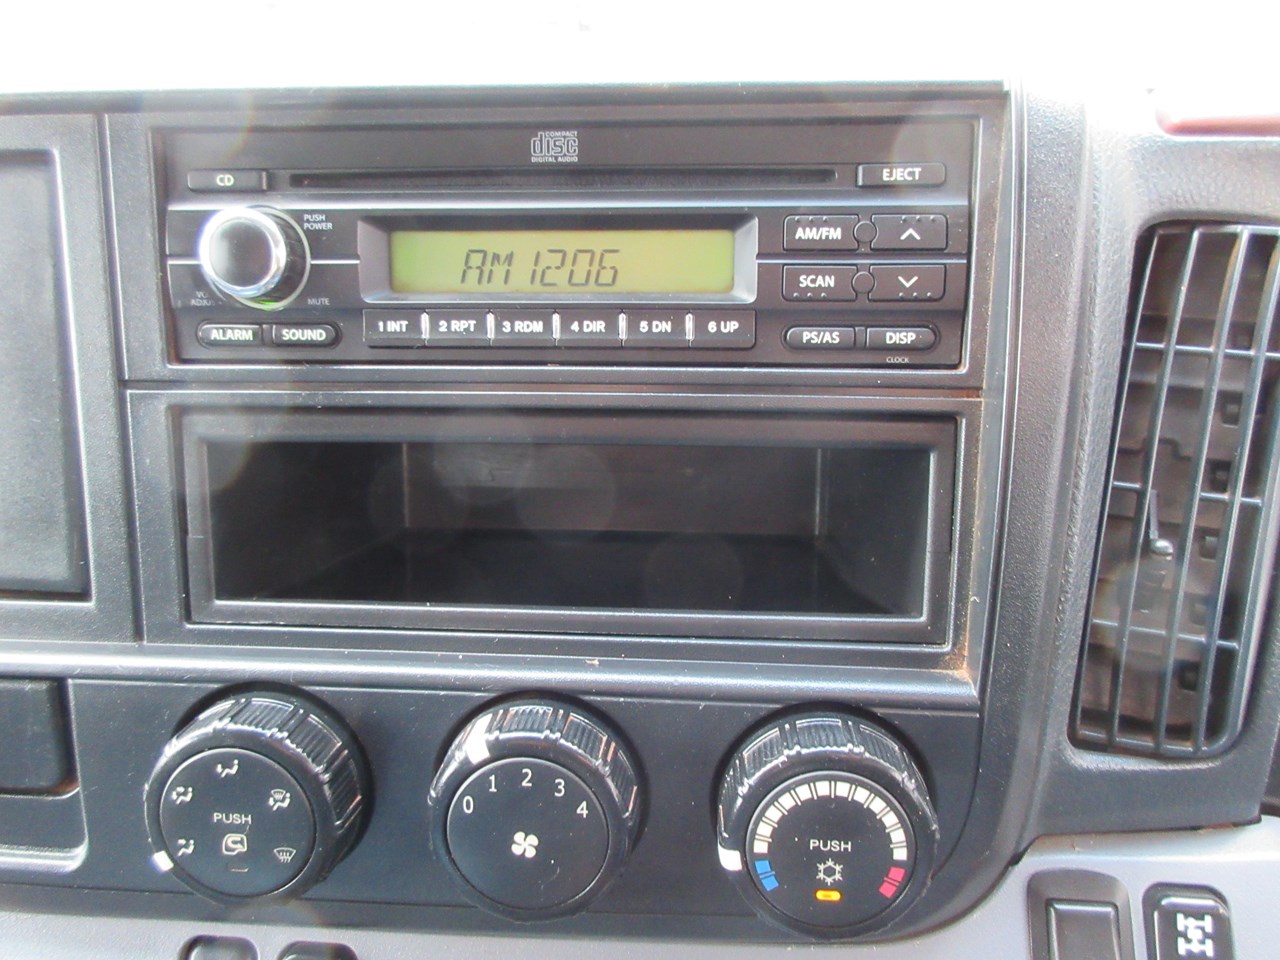 COMPACT
disc
DIGITAL AUDIO
CD
EJECT
PUSH
POWER
AM 1206
AM/FM
SCAN
VOL
ADJUST
MUTE
ALARM
SOUND
1 INT
2 RPT
3 RDM
4 DIR
5 DN
6 UP
PS/AS
DISP
CLOCK
PUSH
0 1 2 3 4
PUSH